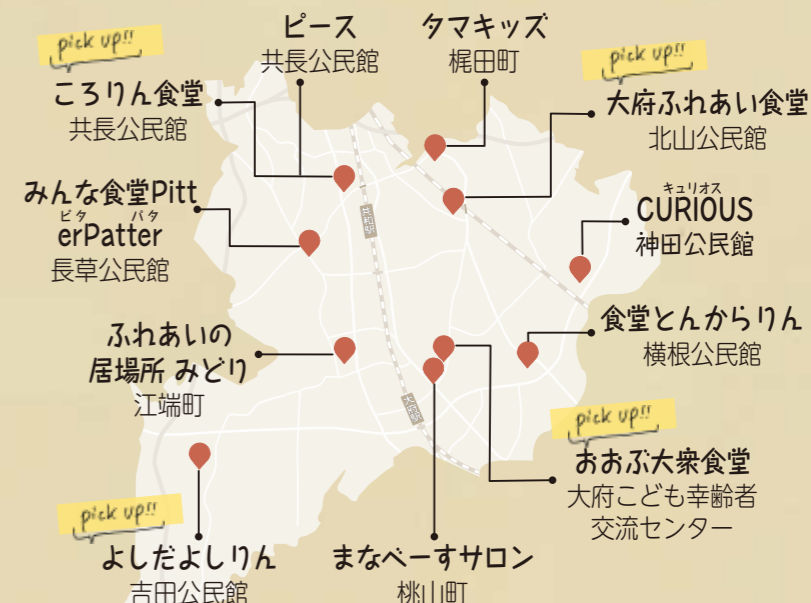 ピース
共長公民館
タマキッズ
梶田町
pick up!!
ころりん食堂
共長公民館
pick up!!
大府ふれあい食堂
北山公民館
みんな食堂Pitt
ピタ パタ
erPatter
長草公民館
共和駅
キュリオス
CURIOUS
神田公民館
ふれあいの
居場所 みどり
江端町
食堂とんからりん
横根公民館
大府駅
pick up!!
おおぶ大衆食堂
大府こども幸齢者
交流センター
pick up!!
よしだよしりん
吉田公民館
まなべーすサロン
桃山町